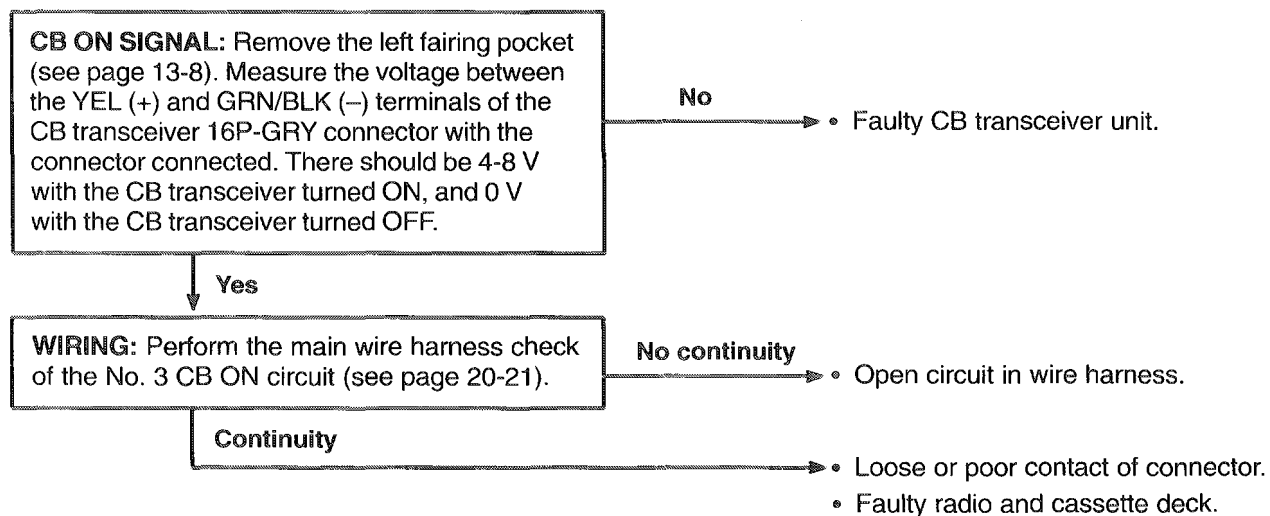 CB ON SIGNAL: Remove the left fairing pocket
(see page 13-8). Measure the voltage between
the YEL (+) and GRN/BLK (–) terminals of the
CB transceiver 16P-GRY connector with the
connector connected. There should be 4-8 V
with the CB transceiver turned ON, and 0 V
with the CB transceiver turned OFF.
No
• Faulty CB transceiver unit.
Yes
WIRING: Perform the main wire harness check
of the No. 3 CB ON circuit (see page 20-21).
No continuity
• Open circuit in wire harness.
Continuity
• Loose or poor contact of connector.
• Faulty radio and cassette deck.